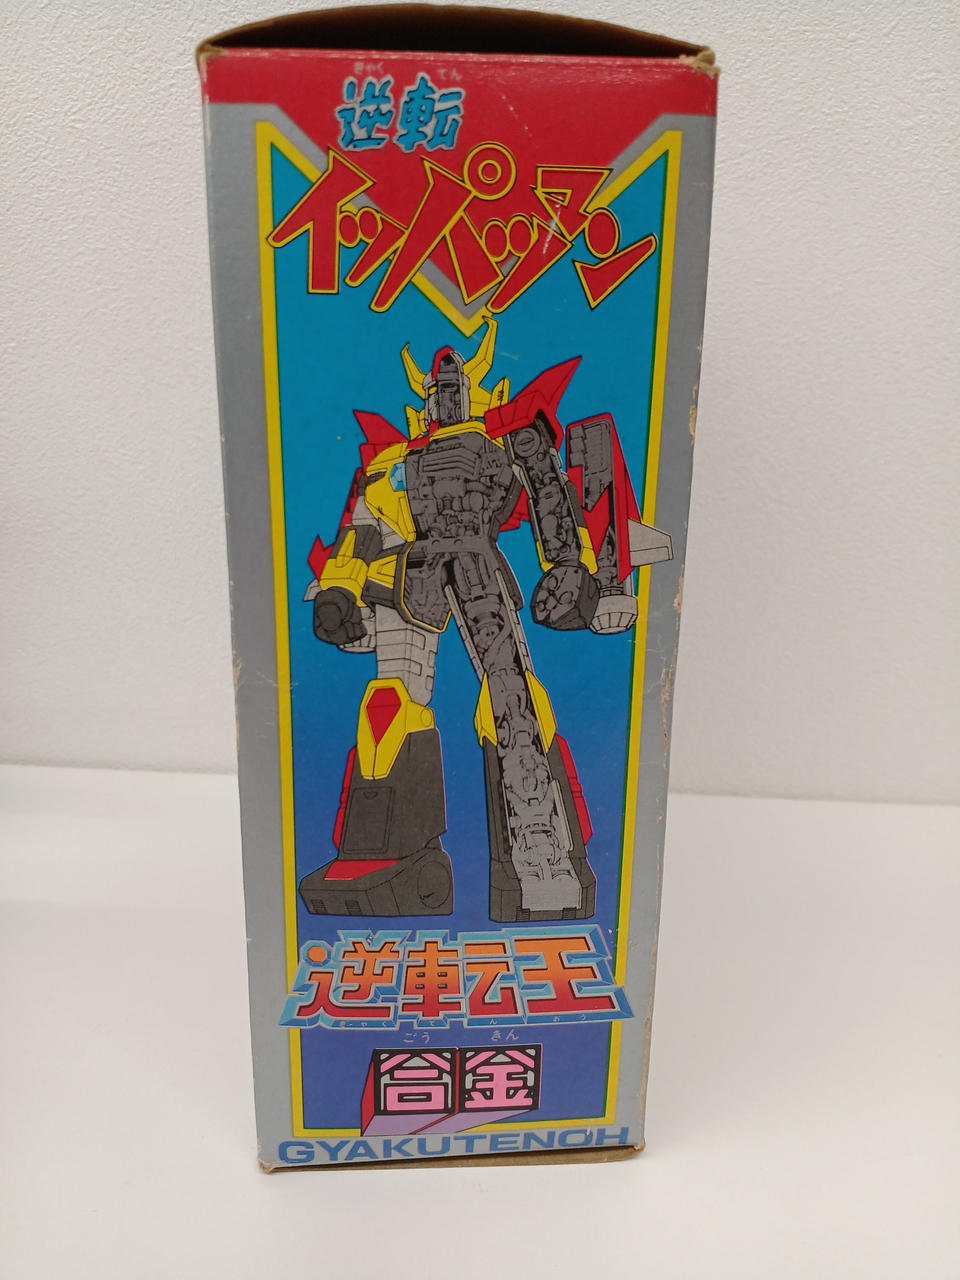 ぎゃく てん
逆転
イッパツマン
逆転王
ぎゃくてんおう
ごう きん
合金
GYAKUTENOH